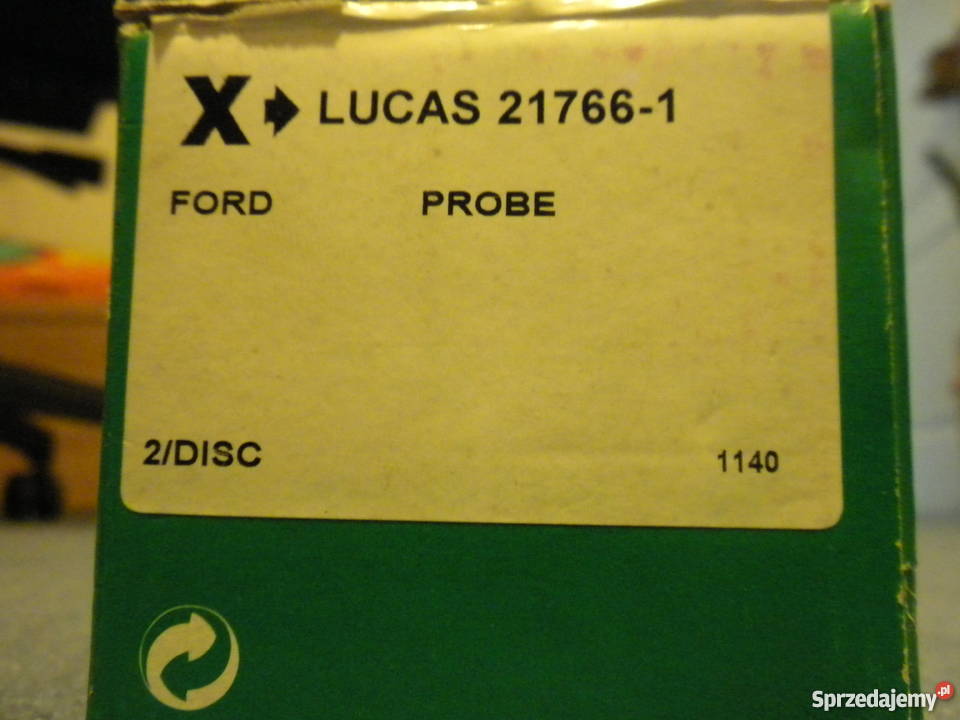 X LUCAS 21766-1
FORD PROBE
2/DISC 1140
Sprzedajemy.pl